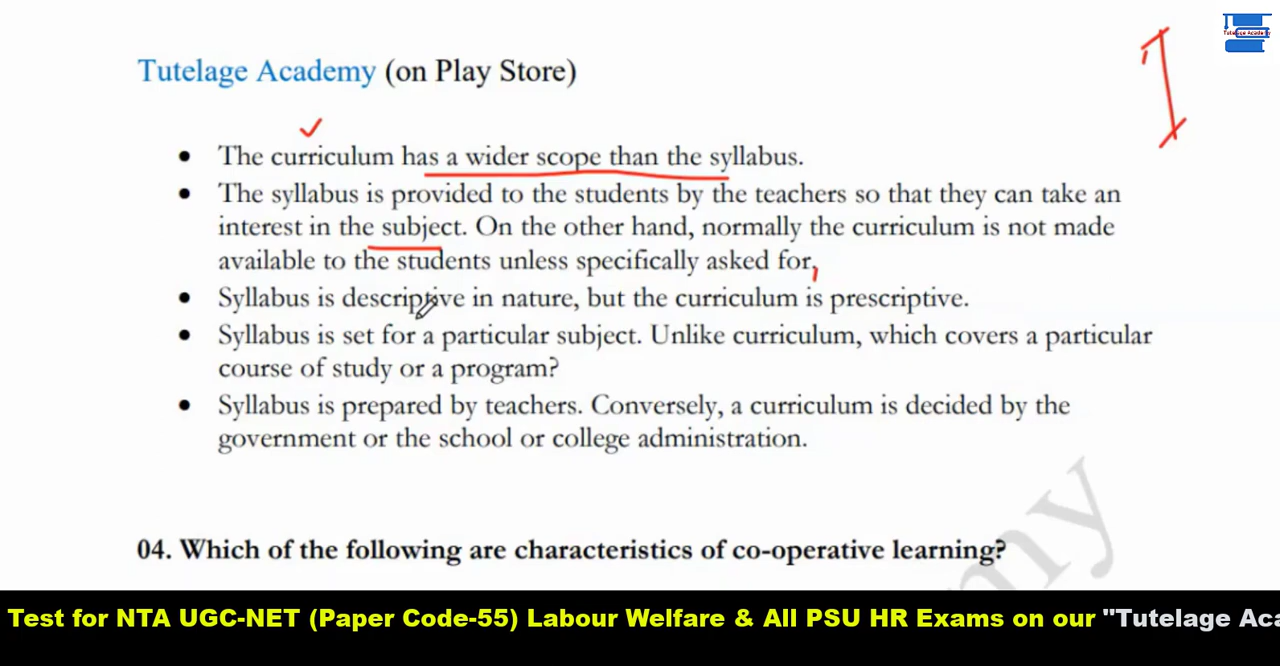 Tutelage Academy
Tutelage Academy (on Play Store)
I
• The curriculum has a wider scope than the syllabus.
• The syllabus is provided to the students by the teachers so that they can take an
interest in the subject. On the other hand, normally the curriculum is not made
available to the students unless specifically asked for,
• Syllabus is descriptive in nature, but the curriculum is prescriptive.
• Syllabus is set for a particular subject. Unlike curriculum, which covers a particular
course of study or a program?
• Syllabus is prepared by teachers. Conversely, a curriculum is decided by the
government or the school or college administration.
my
04. Which of the following are characteristics of co-operative learning?
Test for NTA UGC-NET (Paper Code-55) Labour Welfare & All PSU HR Exams on our "Tutelage Aca